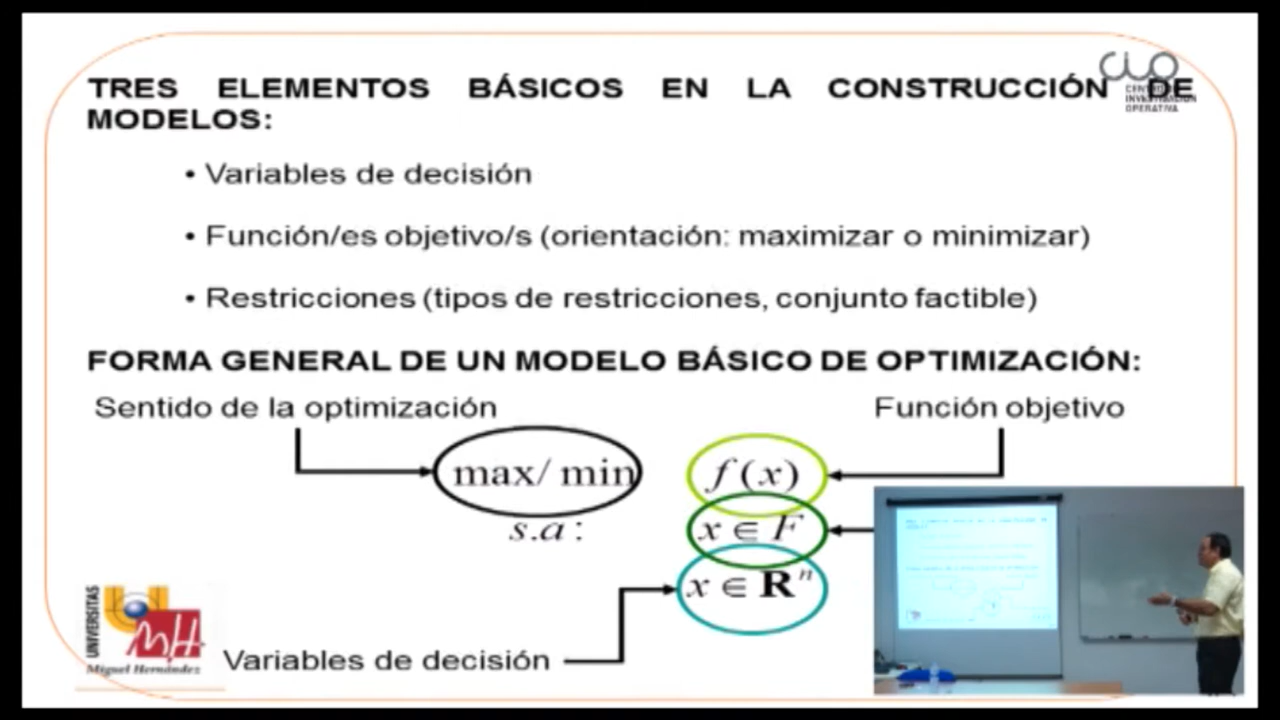 TRES ELEMENTOS BÁSICOS EN LA CONSTRUCCIÓN DE
MODELOS:
CENTRO
INVESTIGACIÓN
OPERATIVA
• Variables de decisión
• Función/es objetivo/s (orientación: maximizar o minimizar)
• Restricciones (tipos de restricciones, conjunto factible)
FORMA GENERAL DE UN MODELO BÁSICO DE OPTIMIZACIÓN:
Sentido de la optimización
Función objetivo
max/ min f(x)
s.a: x ∈ F
x ∈ Rⁿ
UNIVERSITAS
Miguel Hernández
Variables de decisión